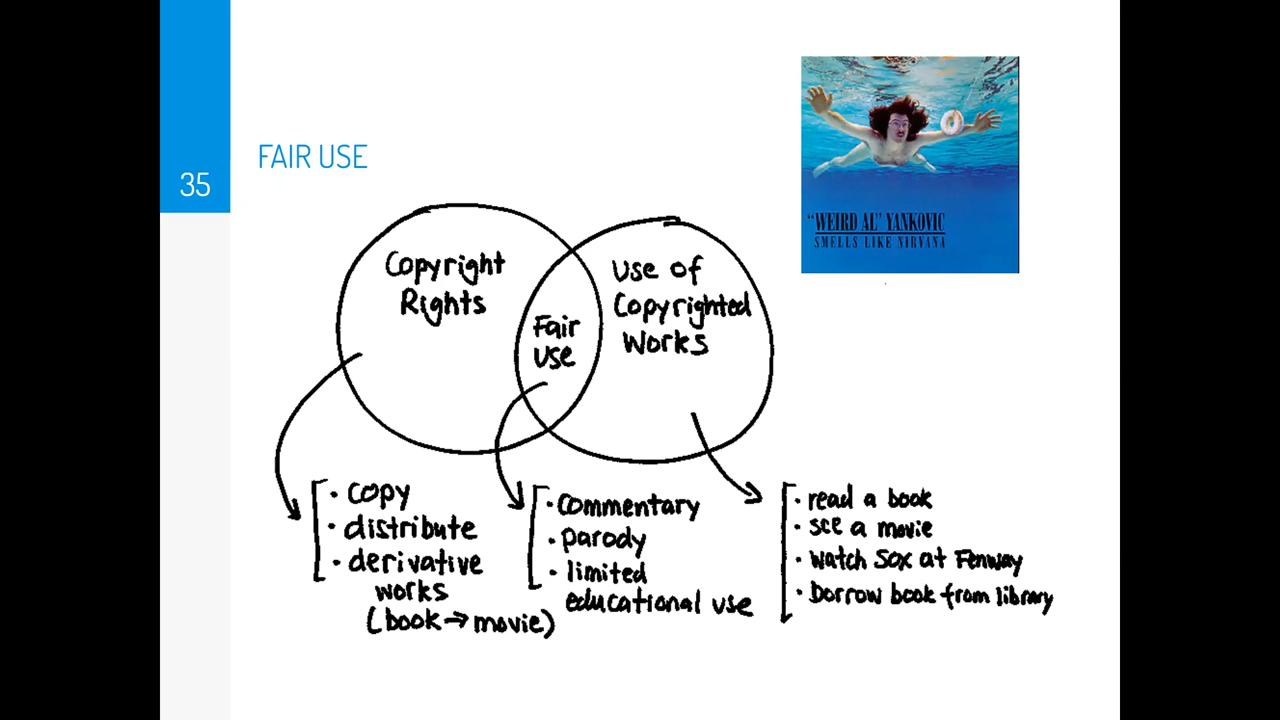 35
FAIR USE
"WEIRD AL" YANKOVIC
SMELLS LIKE NIRVANA
Copyright
Rights
Fair
Use
Use of
Copyrighted
Works
• copy
• distribute
• derivative
works
(book → movie)
• commentary
• parody
• limited
educational use
• read a book
• see a movie
• watch Sox at Fenway
• borrow book from library